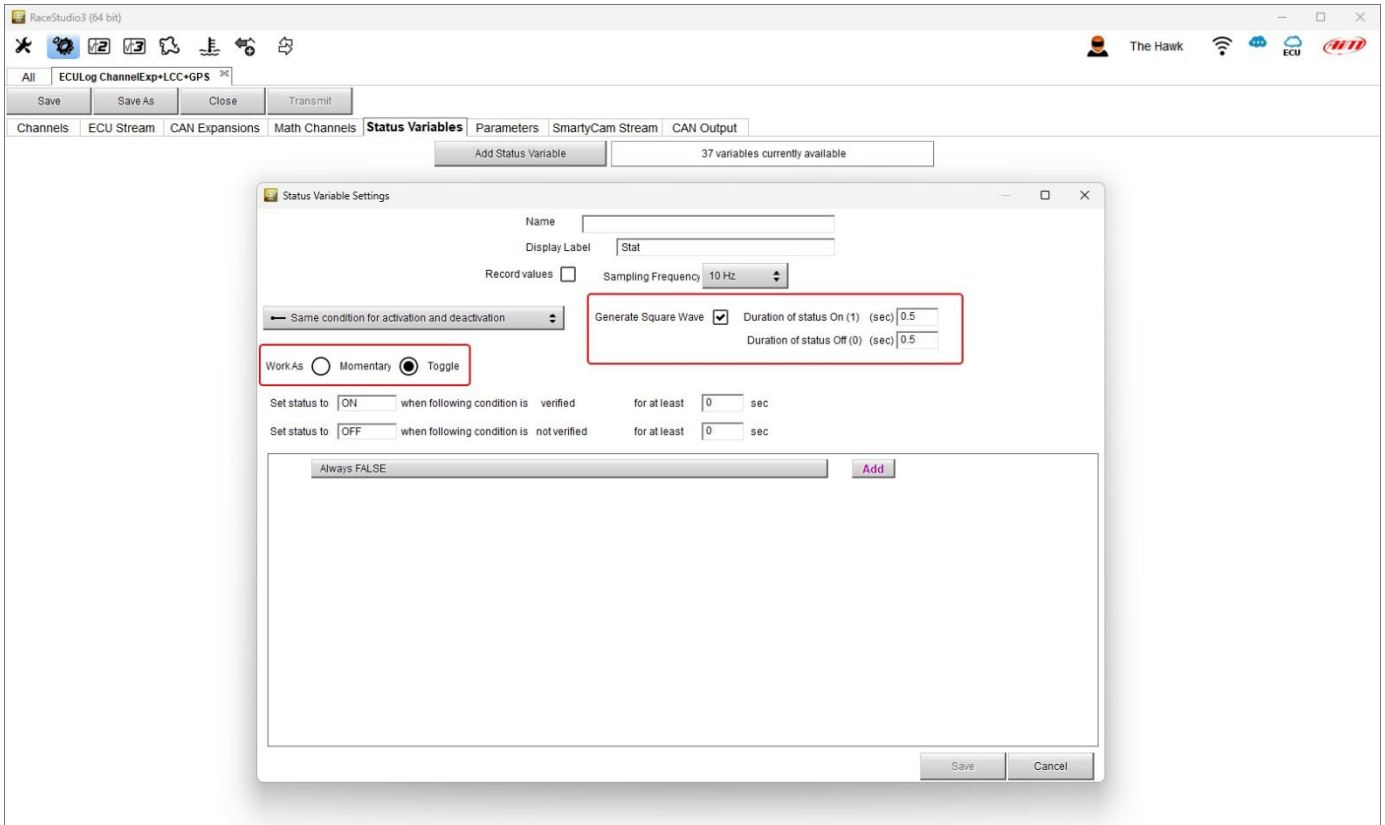 RaceStudio3 (64 bit)
The Hawk
ECU
AiM
All ECULog ChannelExp+LCC+GPS
Save Save As Close Transmit
Channels ECU Stream CAN Expansions Math Channels Status Variables Parameters SmartyCam Stream CAN Output
Add Status Variable 37 variables currently available
Status Variable Settings
Name
Display Label Stat
Record values Sampling Frequency 10 Hz
Same condition for activation and deactivation Generate Square Wave Duration of status On (1) (sec) 0.5
Duration of status Off (0) (sec) 0.5
Work As Momentary Toggle
Set status to ON when following condition is verified for at least 0 sec
Set status to OFF when following condition is not verified for at least 0 sec
Always FALSE Add
Save Cancel